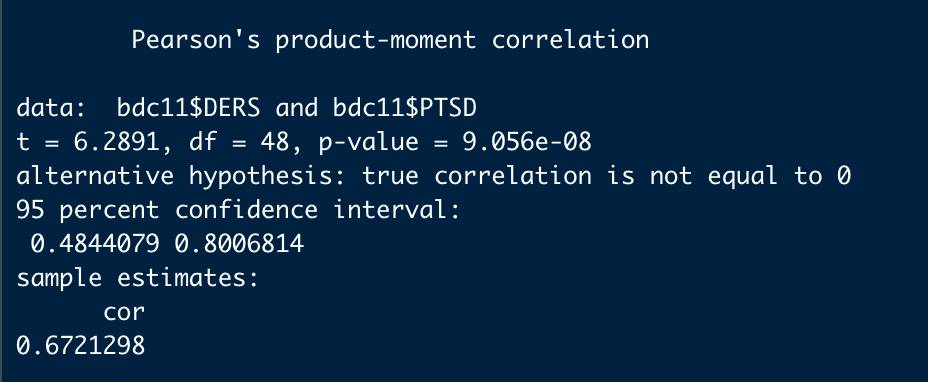 Pearson's product-moment correlation
data:  bdc11$DERS and bdc11$PTSD
t = 6.2891, df = 48, p-value = 9.056e-08
alternative hypothesis: true correlation is not equal to 0
95 percent confidence interval:
0.4844079 0.8006814
sample estimates:
cor
0.6721298